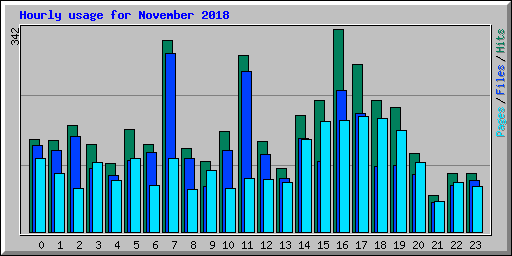 Hourly usage for November 2018
342
Pages / Files / Hits
0 1 2 3 4 5 6 7 8 9 10 11 12 13 14 15 16 17 18 19 20 21 22 23